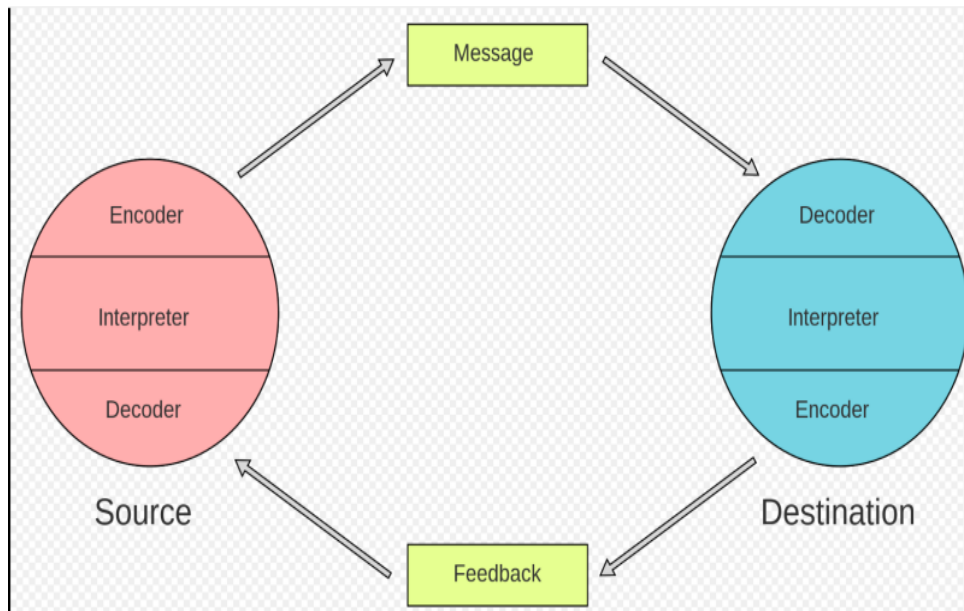 Message
Encoder
Interpreter
Decoder
Source
Decoder
Interpreter
Encoder
Destination
Feedback